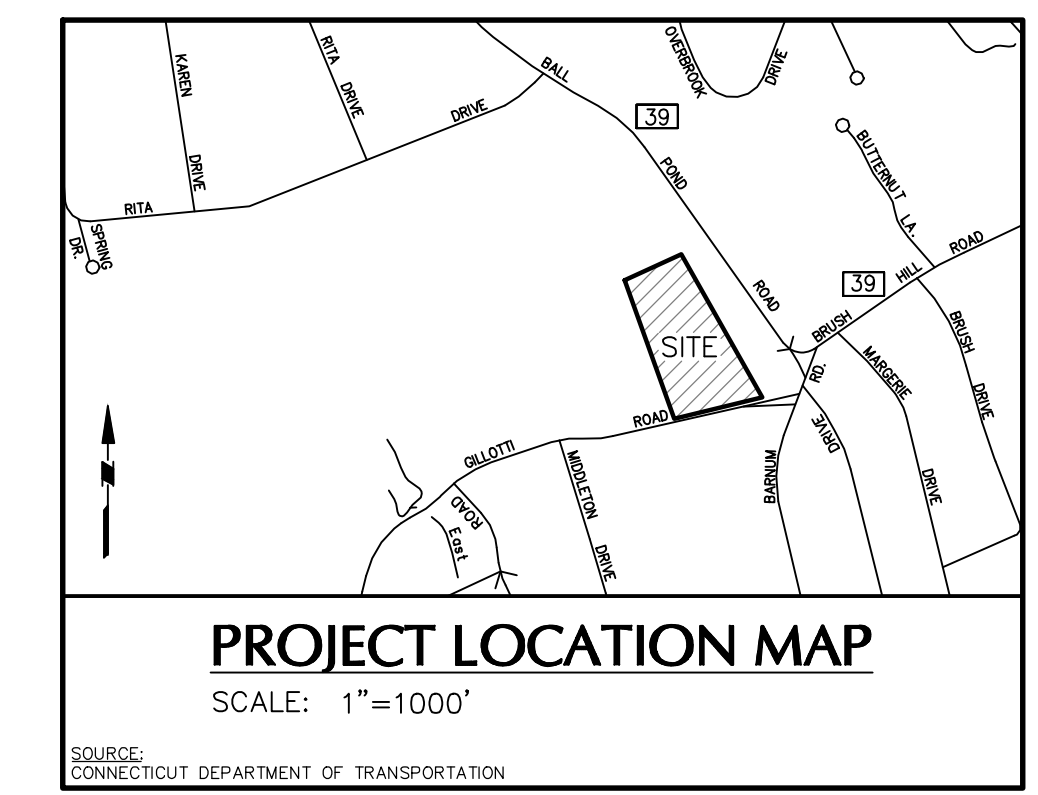 KAREN
DRIVE
RITA
DRIVE
BALL
DRIVE
OVERBROOK
DRIVE
39
POND
BUTTERNUT
LA.
RITA
SPRING
DR.
ROAD
HILL
39
ROAD
BRUSH
BRUSH
DRIVE
SITE
RD.
MARGERIE
DRIVE
ROAD
DRIVE
GILLOTTI
MIDDLETON
DRIVE
BARNUM
ROAD
East
PROJECT LOCATION MAP
SCALE: 1"=1000'
SOURCE:
CONNECTICUT DEPARTMENT OF TRANSPORTATION